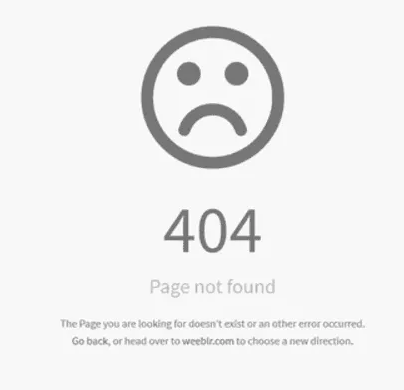 404
Page not found
The Page you are looking for doesn't exist or an other error occurred.
Go back, or head over to weeblr.com to choose a new direction.